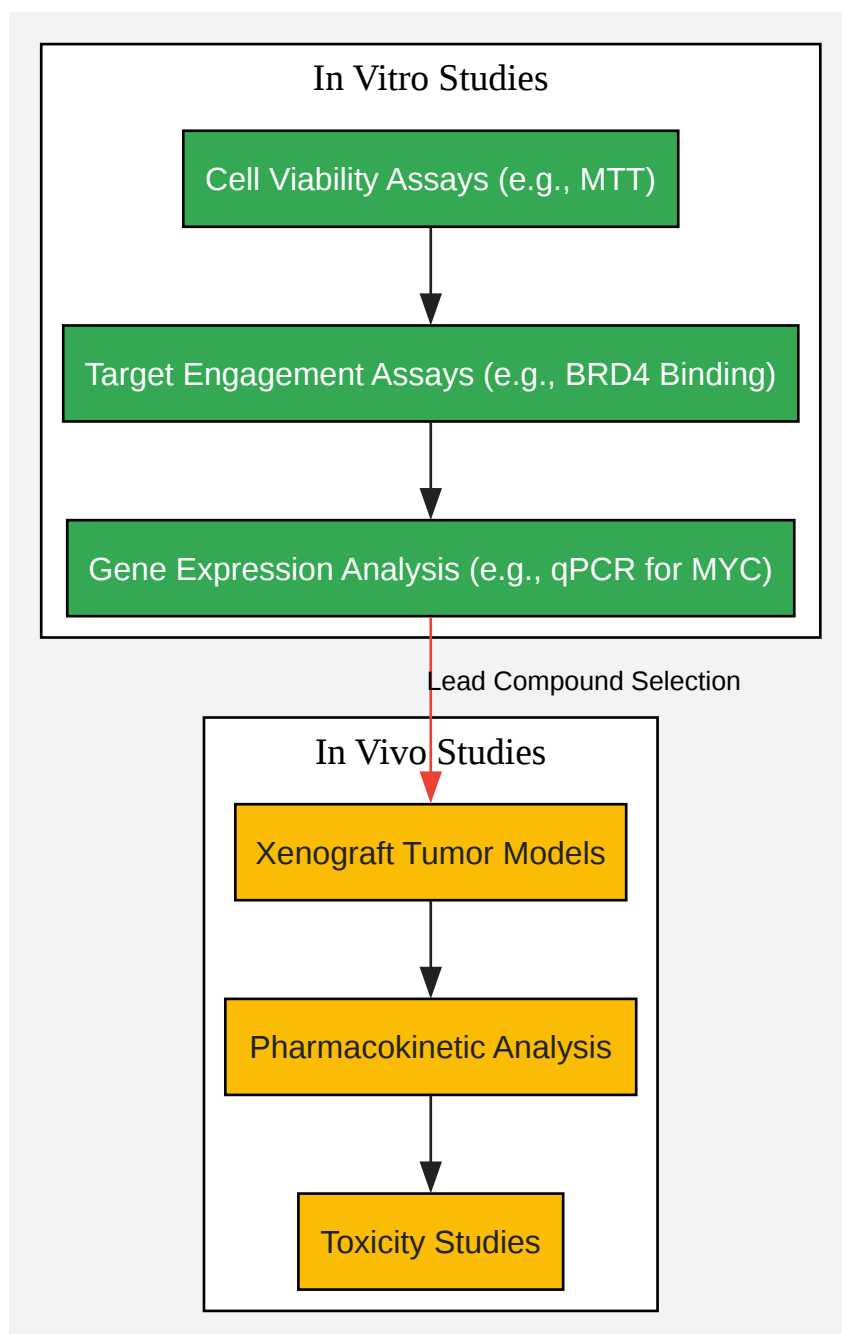 In Vitro Studies
Cell Viability Assays (e.g., MTT)
Target Engagement Assays (e.g., BRD4 Binding)
Gene Expression Analysis (e.g., qPCR for MYC)
Lead Compound Selection
In Vivo Studies
Xenograft Tumor Models
Pharmacokinetic Analysis
Toxicity Studies